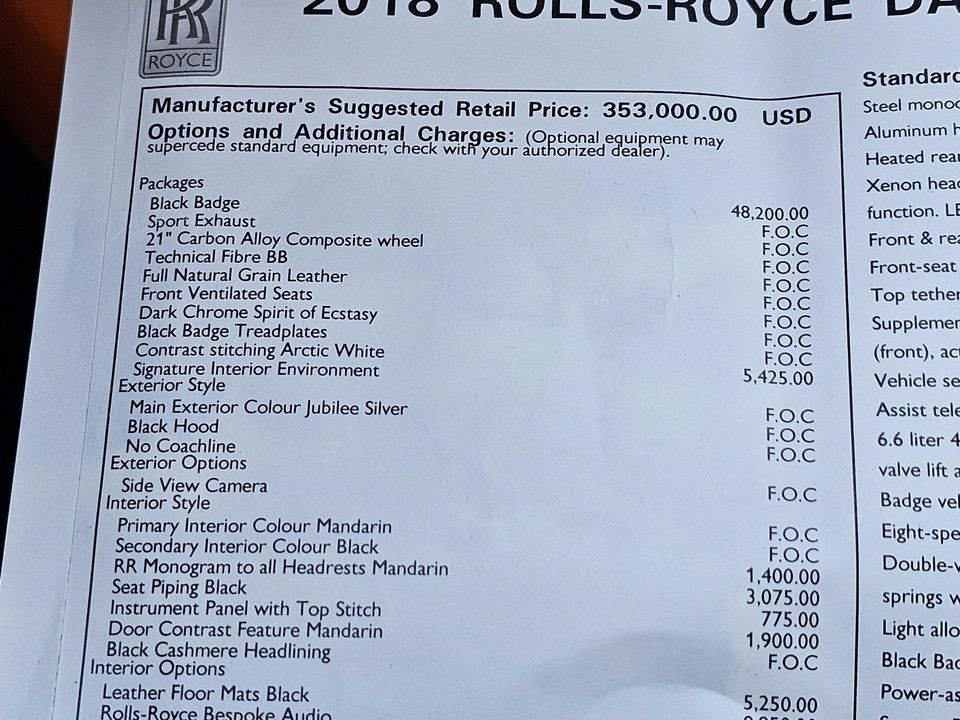 ROYCE
2018 ROLLS-ROYCE DA
Manufacturer's Suggested Retail Price: 353,000.00 USD
Options and Additional Charges: (Optional equipment may
supercede standard equipment; check with your authorized dealer).
Packages
Black Badge 48,200.00
Sport Exhaust F.O.C
21" Carbon Alloy Composite wheel F.O.C
Technical Fibre BB F.O.C
Full Natural Grain Leather F.O.C
Front Ventilated Seats F.O.C
Dark Chrome Spirit of Ecstasy F.O.C
Black Badge Treadplates F.O.C
Contrast stitching Arctic White F.O.C
Signature Interior Environment 5,425.00
Exterior Style
Main Exterior Colour Jubilee Silver F.O.C
Black Hood F.O.C
No Coachline F.O.C
Exterior Options
Side View Camera F.O.C
Interior Style
Primary Interior Colour Mandarin F.O.C
Secondary Interior Colour Black F.O.C
RR Monogram to all Headrests Mandarin 1,400.00
Seat Piping Black 3,075.00
Instrument Panel with Top Stitch 775.00
Door Contrast Feature Mandarin 1,900.00
Black Cashmere Headlining F.O.C
Interior Options
Leather Floor Mats Black 5,250.00
Rolls-Royce Bespoke Audio
Standard
Steel monoc
Aluminum h
Heated rear
Xenon head
function. LE
Front & rea
Front-seat
Top tether
Supplemen
(front), act
Vehicle se
Assist tele
6.6 liter 4
valve lift a
Badge veh
Eight-spe
Double-v
springs w
Light allo
Black Bad
Power-as